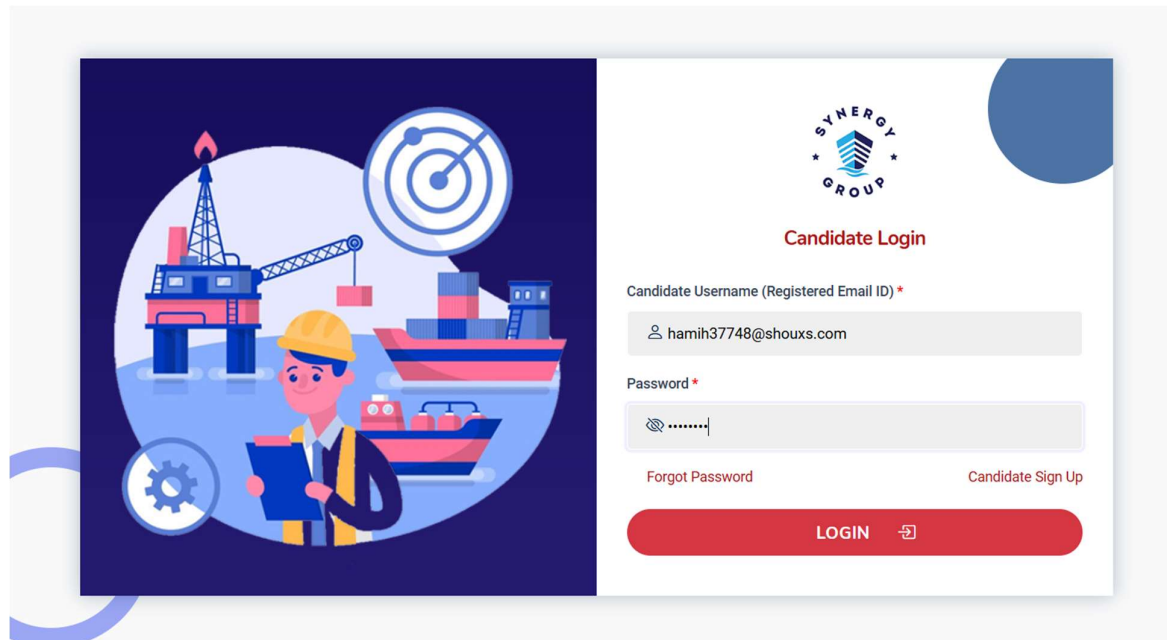 SYNERGY
GROUP
Candidate Login
Candidate Username (Registered Email ID) *
hamih37748@shouxs.com
Password *
••••••••
Forgot Password
Candidate Sign Up
LOGIN